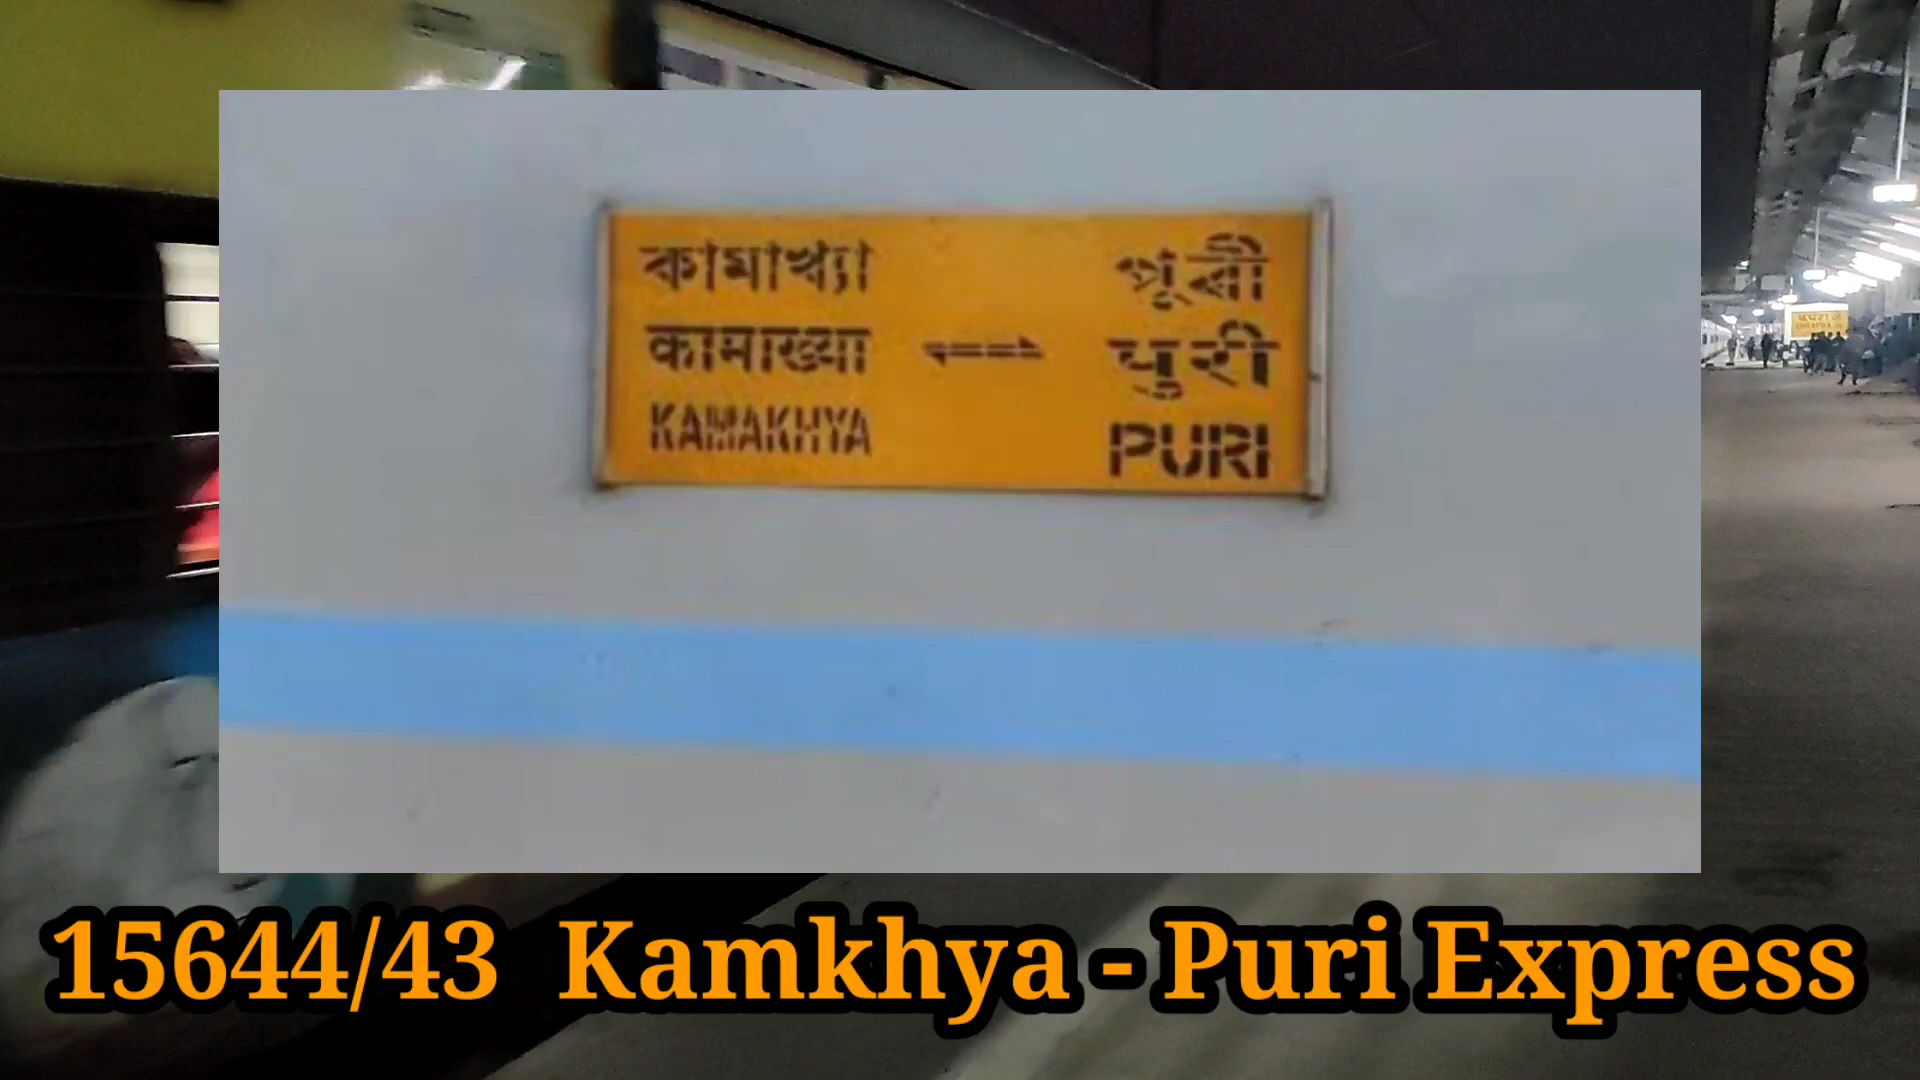 কামাখ্যা পূৰী
कामाख्या ⇌ पुरी
KAMAKHYA PURI
15644/43 Kamkhya - Puri Express